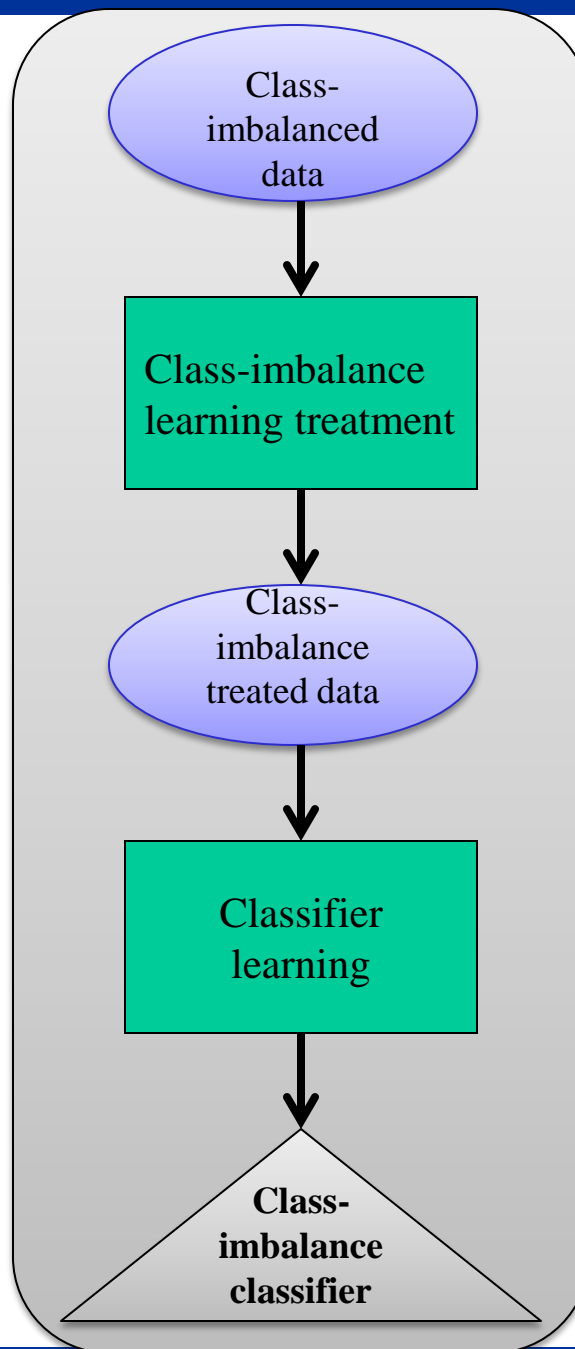 Class-
imbalanced
data
Class-imbalance
learning treatment
Class-
imbalance
treated data
Classifier
learning
Class-
imbalance
classifier